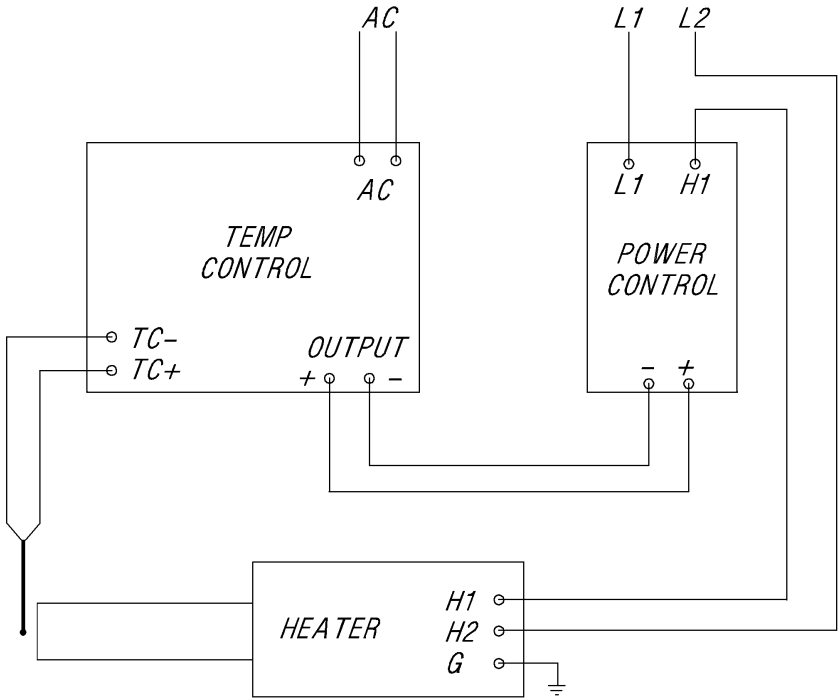 AC
L1 L2
AC
L1 H1
TEMP
CONTROL
POWER
CONTROL
TC-
TC+
OUTPUT
+ -
- +
HEATER
H1
H2
G